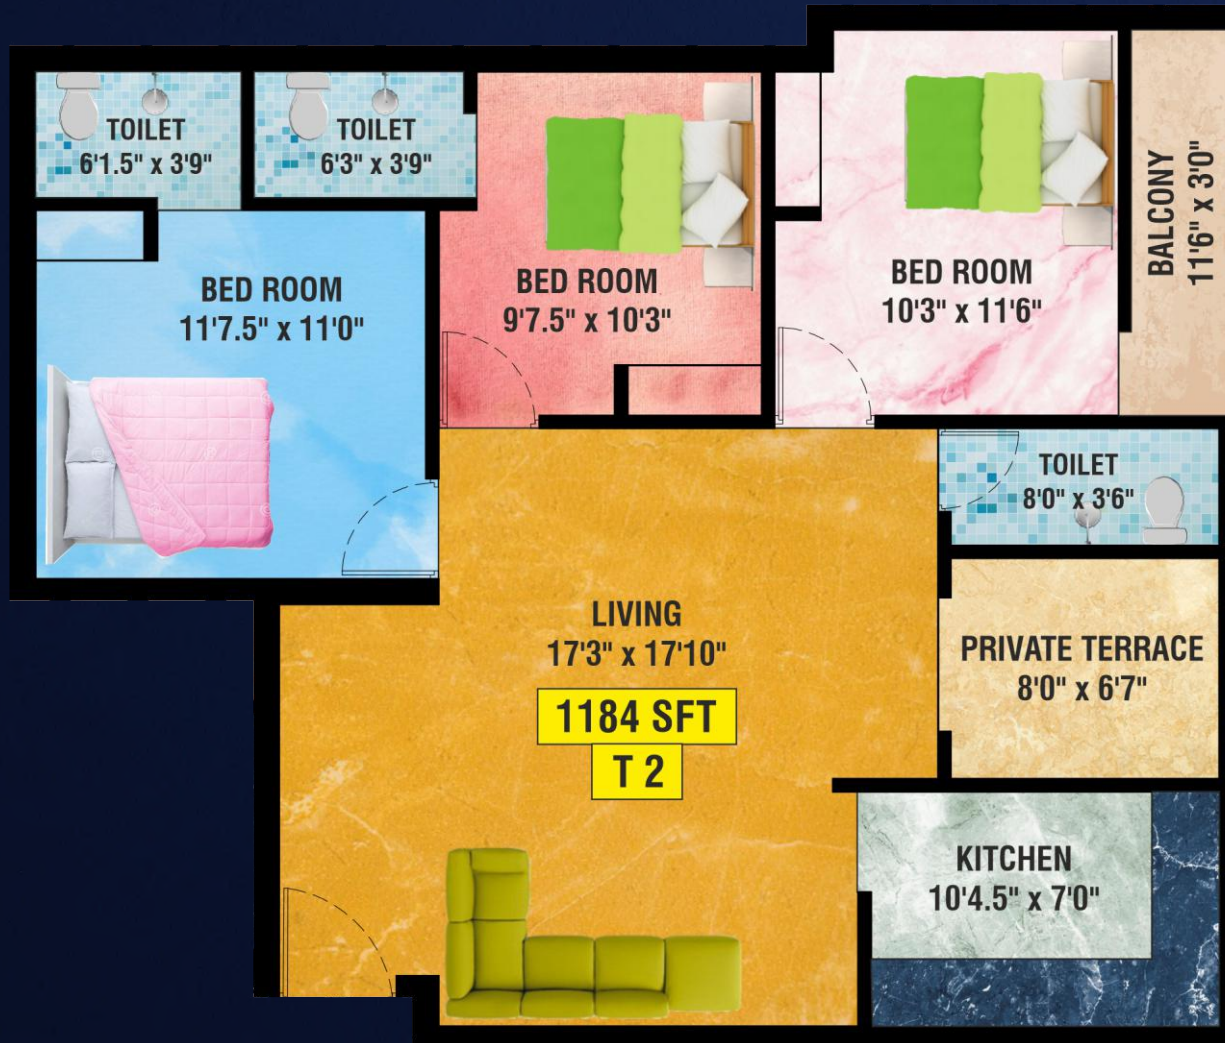 TOILET
6'1.5" x 3'9"
TOILET
6'3" x 3'9"
BED ROOM
11'7.5" x 11'0"
BED ROOM
9'7.5" x 10'3"
BED ROOM
10'3" x 11'6"
BALCONY
11'6" x 3'0"
TOILET
8'0" x 3'6"
LIVING
17'3" x 17'10"
1184 SFT
T 2
PRIVATE TERRACE
8'0" x 6'7"
KITCHEN
10'4.5" x 7'0"